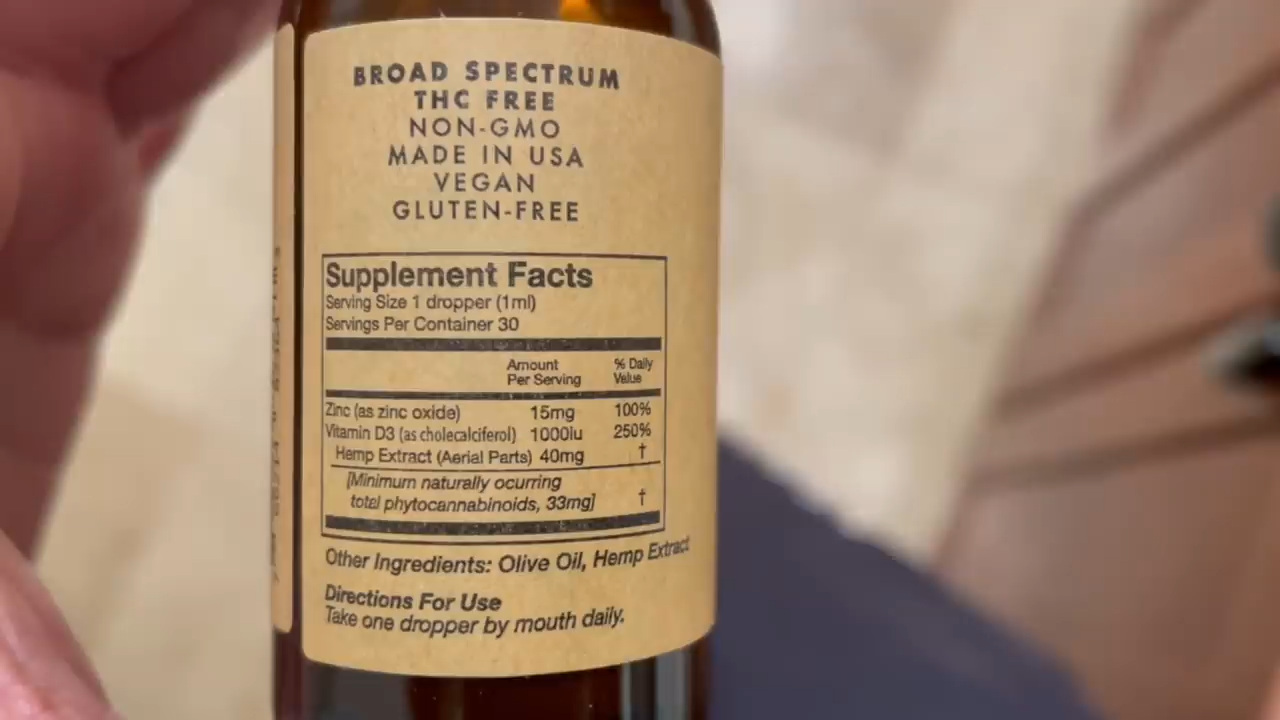 BROAD SPECTRUM
THC FREE
NON-GMO
MADE IN USA
VEGAN
GLUTEN-FREE
Supplement Facts
Serving Size 1 dropper (1ml)
Servings Per Container 30
Amount Per Serving % Daily Value
Zinc (as zinc oxide) 15mg 100%
Vitamin D3 (as cholecalciferol) 1000iu 250%
Hemp Extract (Aerial Parts) 40mg †
[Minimum naturally ocurring
total phytocannabinoids, 33mg] †
Other Ingredients: Olive Oil, Hemp Extract
Directions For Use
Take one dropper by mouth daily.